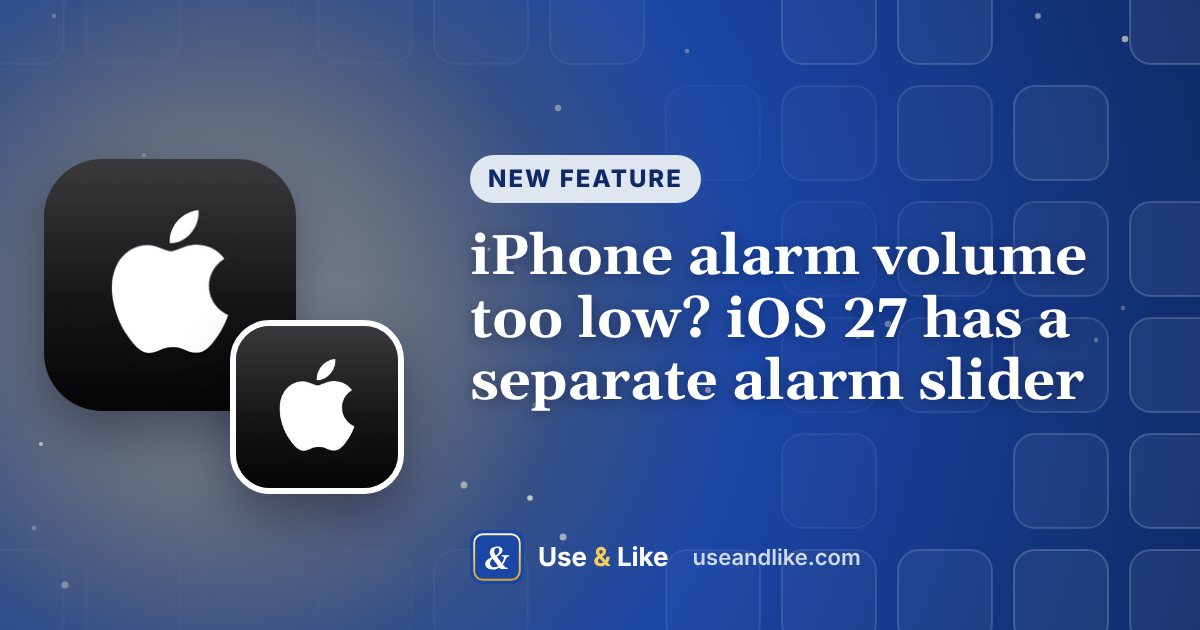 NEW FEATURE
iPhone alarm volume
too low? iOS 27 has a
separate alarm slider
& Use & Like useandlike.com